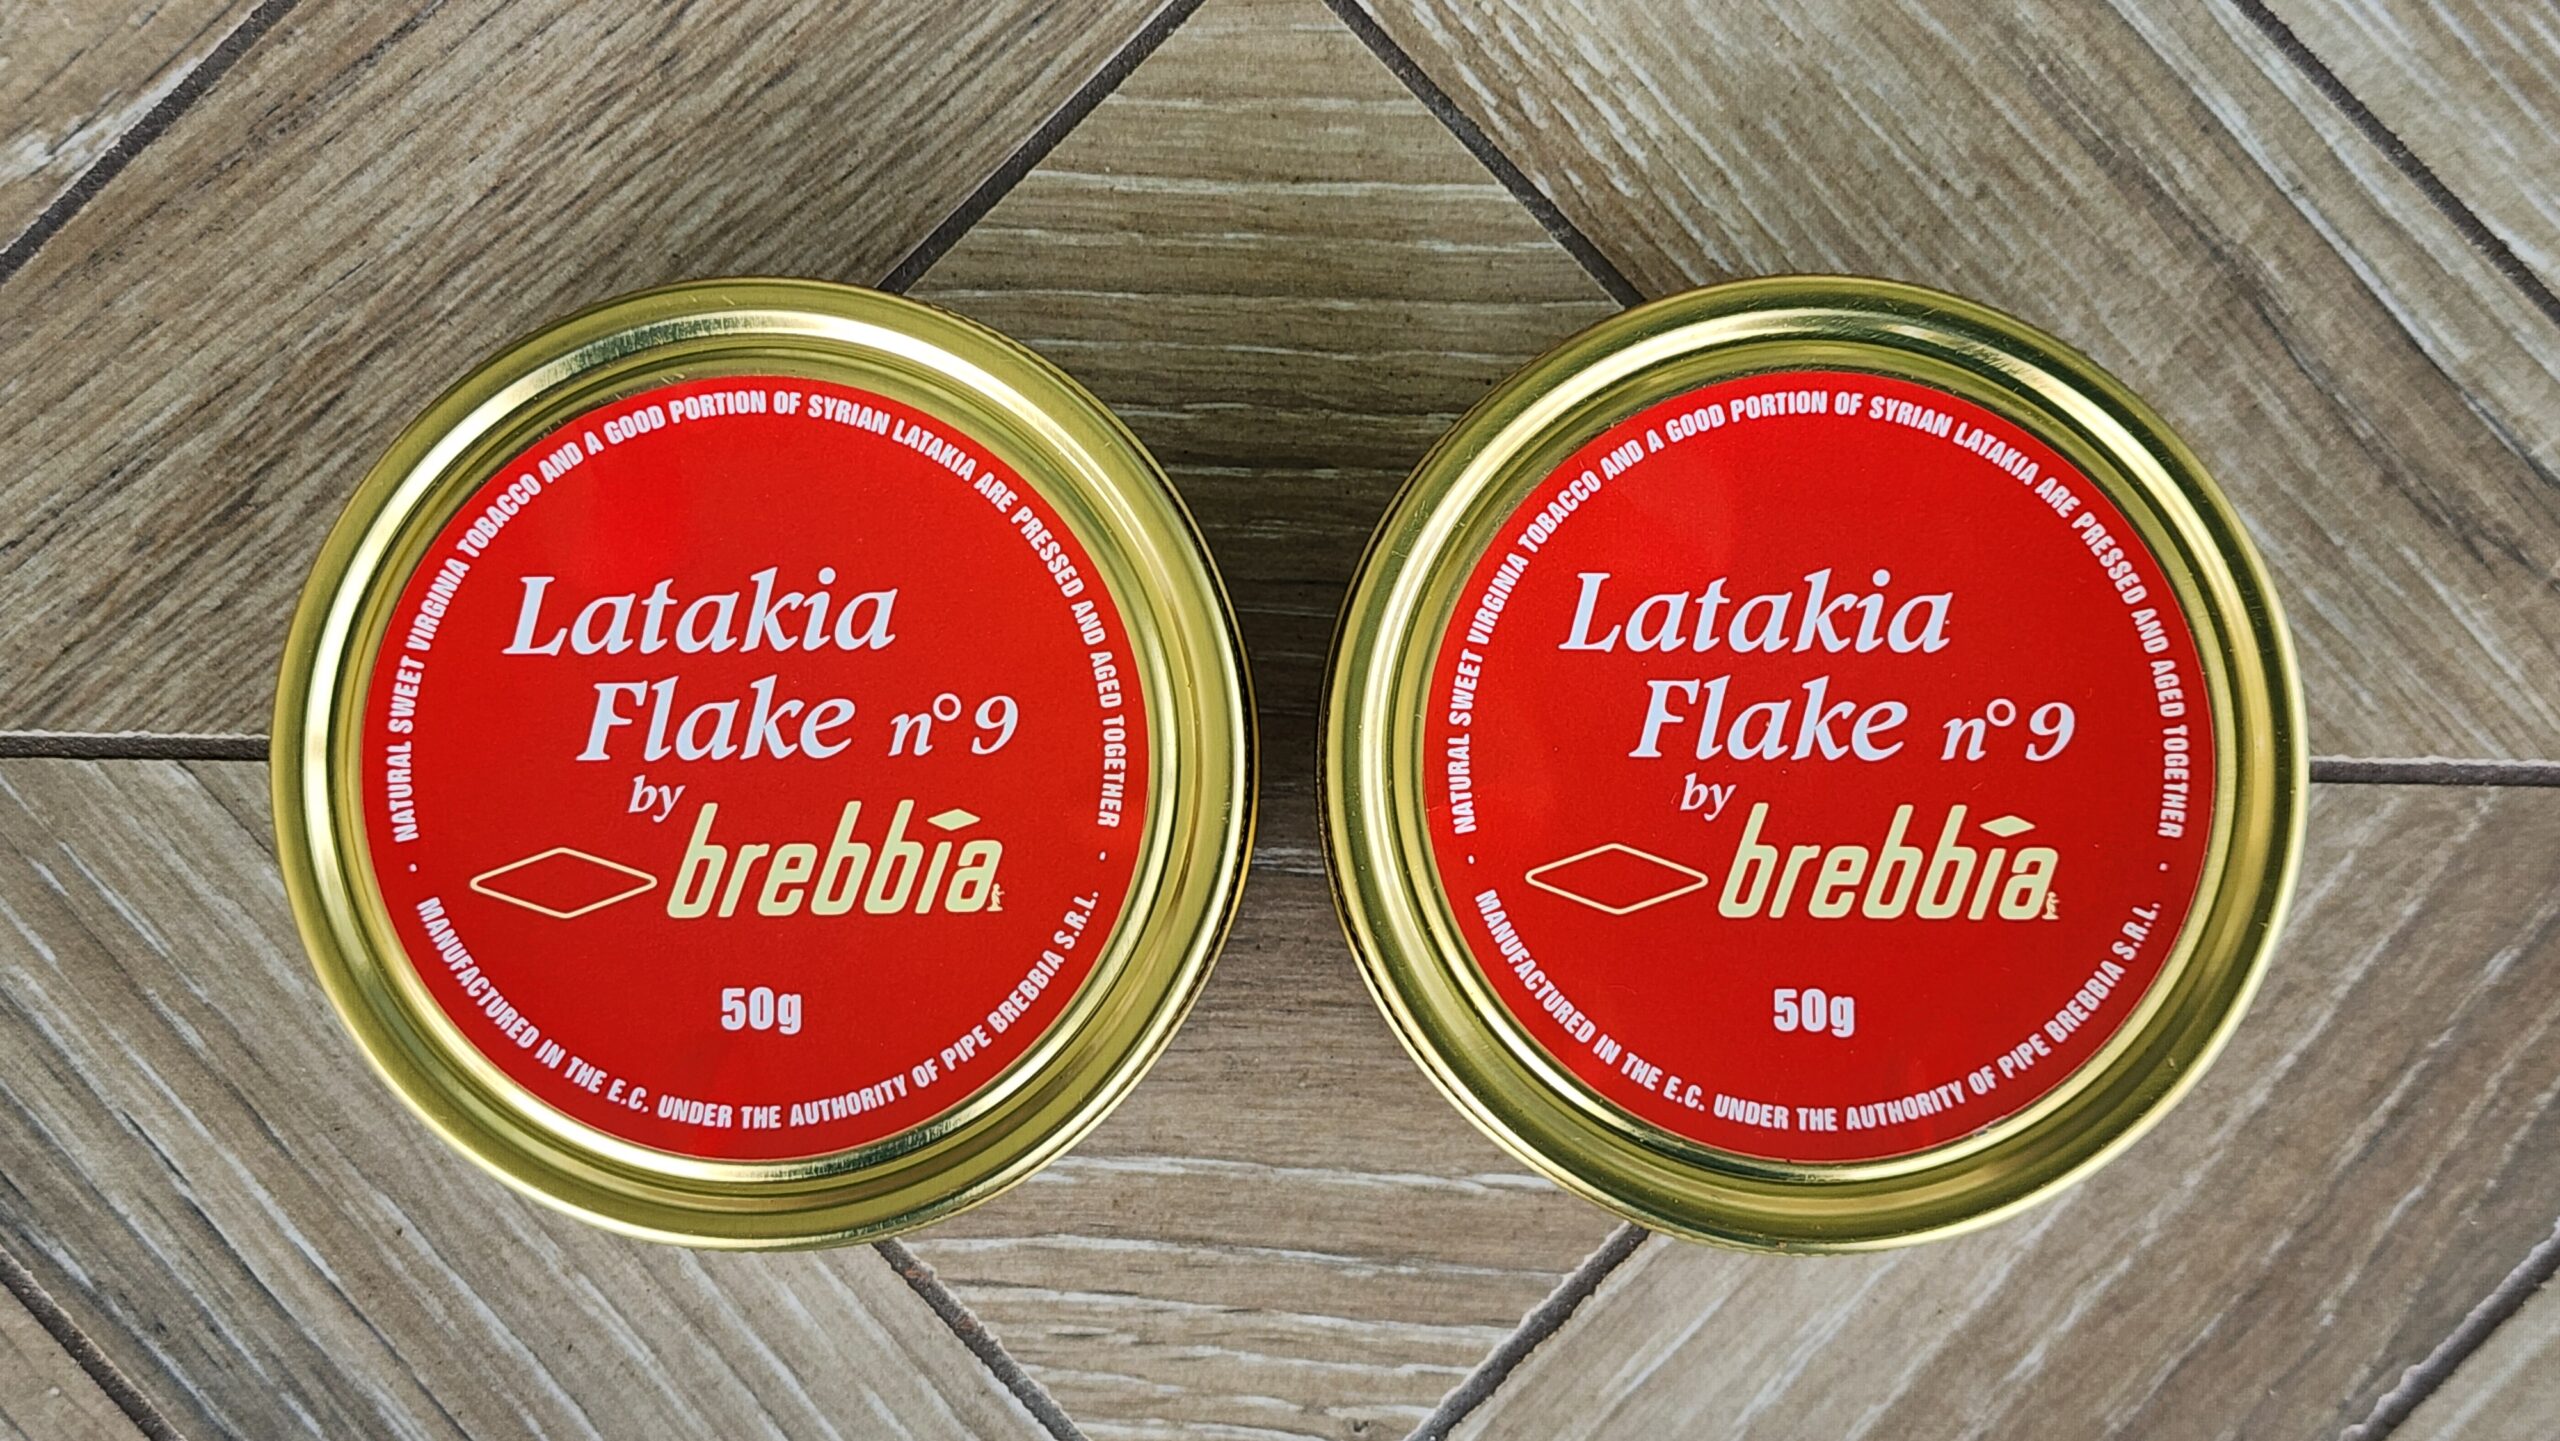 NATURAL SWEET VIRGINIA TOBACCO AND A GOOD PORTION OF SYRIAN LATAKIA ARE PRESSED AND AGED TOGETHER
Latakia
Flake n° 9
by
brebbia
50g
MANUFACTURED IN THE E.C. UNDER THE AUTHORITY OF PIPE BREBBIA S.R.L.
NATURAL SWEET VIRGINIA TOBACCO AND A GOOD PORTION OF SYRIAN LATAKIA ARE PRESSED AND AGED TOGETHER
Latakia
Flake n° 9
by
brebbia
50g
MANUFACTURED IN THE E.C. UNDER THE AUTHORITY OF PIPE BREBBIA S.R.L.